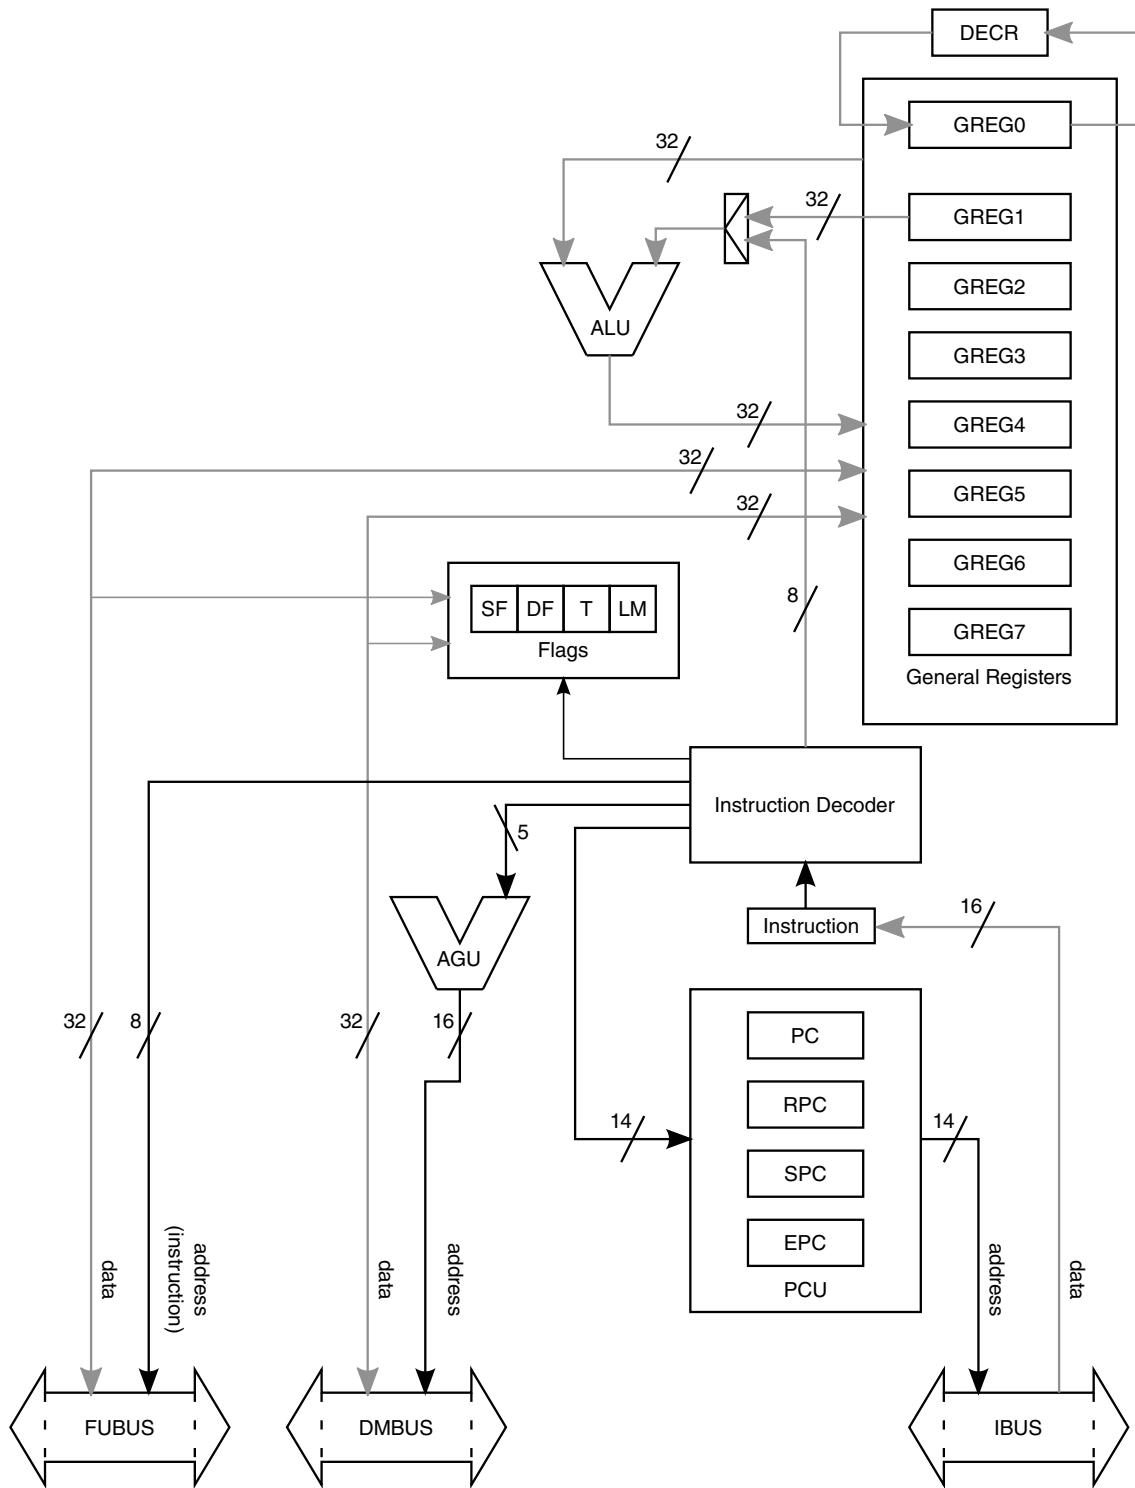 DECR
GREG0
32
32
GREG1
GREG2
ALU
GREG3
32
GREG4
32
GREG5
32
GREG6
SF DF T LM
8
GREG7
Flags
General Registers
Instruction Decoder
5
16
Instruction
AGU
32
8
32
16
PC
RPC
14
14
SPC
EPC
PCU
data
address
(instruction)
data
address
address
data
FUBUS
DMBUS
IBUS